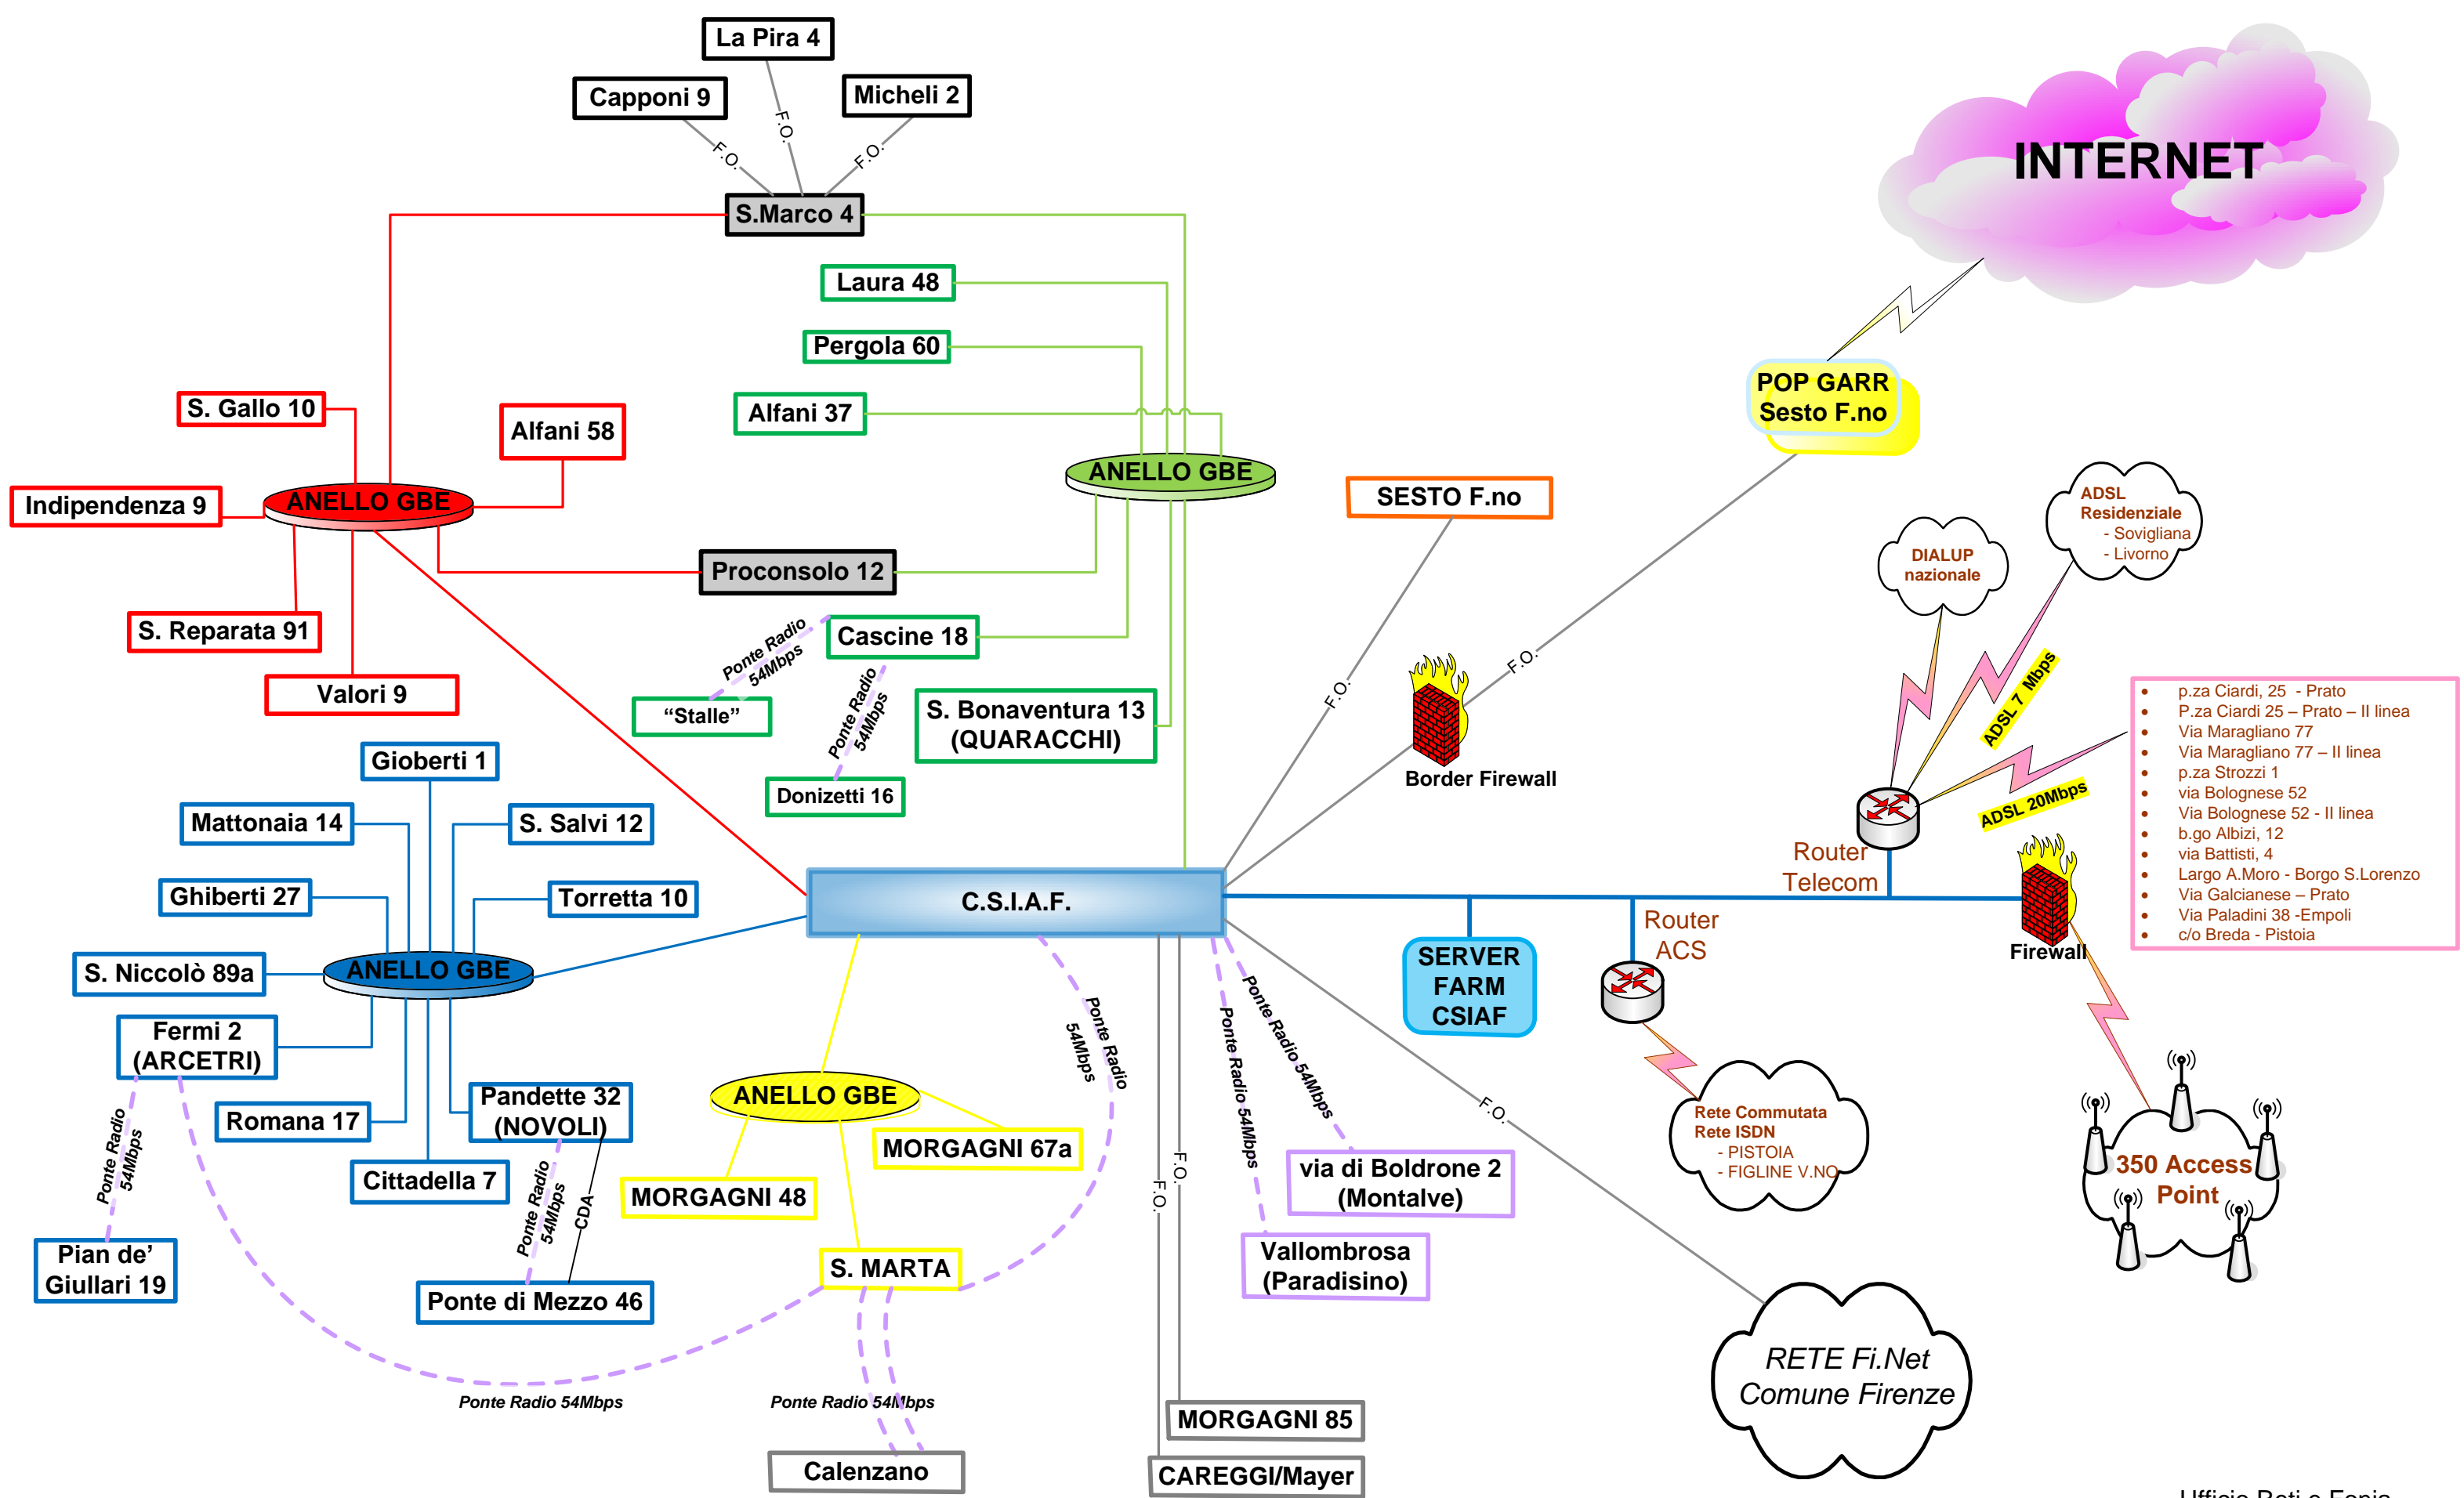 La Pira 4
Capponi 9
Micheli 2
F.O.
F.O.
F.O.
S.Marco 4
INTERNET
Laura 48
Pergola 60
Alfani 37
S. Gallo 10
Alfani 58
Indipendenza 9
ANELLO GBE
ANELLO GBE
S. Reparata 91
Valori 9
Proconsolo 12
Cascine 18
Ponte Radio
54Mbps
"Stalle"
Ponte Radio
54Mbps
Donizetti 16
S. Bonaventura 13
(QUARACCHI)
SESTO F.no
F.O.
POP GARR
Sesto F.no
F.O.
Border Firewall
DIALUP
nazionale
ADSL
Residenziale
- Sovigliana
- Livorno
ADSL 7 Mbps
ADSL 20Mbps
• p.za Ciardi, 25 - Prato
• P.za Ciardi 25 – Prato – II linea
• Via Maragliano 77
• Via Maragliano 77 – II linea
• p.za Strozzi 1
• via Bolognese 52
• Via Bolognese 52 - II linea
• b.go Albizi, 12
• via Battisti, 4
• Largo A.Moro - Borgo S.Lorenzo
• Via Galcianese – Prato
• Via Paladini 38 -Empoli
• c/o Breda - Pistoia
Router
Telecom
Firewall
Gioberti 1
Mattonaia 14
S. Salvi 12
Ghiberti 27
Torretta 10
S. Niccolò 89a
ANELLO GBE
C.S.I.A.F.
Fermi 2
(ARCETRI)
Romana 17
Cittadella 7
Pandette 32
(NOVOLI)
Ponte Radio
54Mbps
Pian de'
Giullari 19
Ponte Radio
54Mbps
CDA
Ponte di Mezzo 46
ANELLO GBE
MORGAGNI 67a
MORGAGNI 48
S. MARTA
Ponte Radio
54Mbps
Ponte Radio 54Mbps
Ponte Radio 54Mbps
Calenzano
F.O.
F.O.
MORGAGNI 85
CAREGGI/Mayer
Ponte Radio 54Mbps
Ponte Radio 54Mbps
via di Boldrone 2
(Montalve)
Vallombrosa
(Paradisino)
SERVER
FARM
CSIAF
Router
ACS
Rete Commutata
Rete ISDN
- PISTOIA
- FIGLINE V.NO
F.O.
RETE Fi.Net
Comune Firenze
350 Access
Point
Ufficio Reti e Fonia